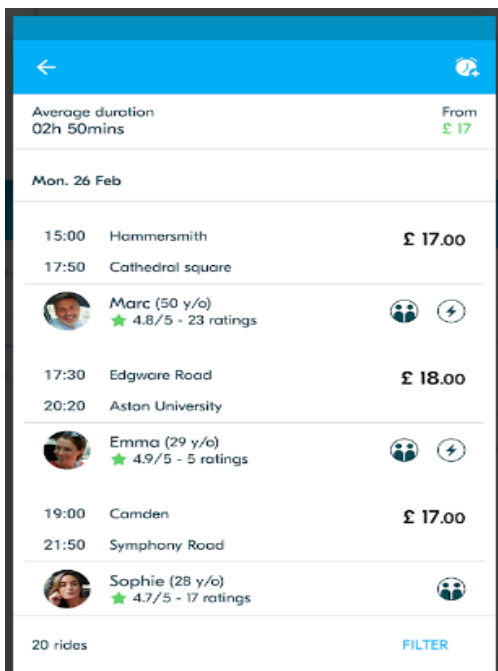 Average duration From
02h 50mins £ 17
Mon. 26 Feb
15:00 Hammersmith £ 17.00
17:50 Cathedral square
Marc (50 y/o)
4.8/5 - 23 ratings
17:30 Edgware Road £ 18.00
20:20 Aston University
Emma (29 y/o)
4.9/5 - 5 ratings
19:00 Camden £ 17.00
21:50 Symphony Road
Sophie (28 y/o)
4.7/5 - 17 ratings
20 rides FILTER